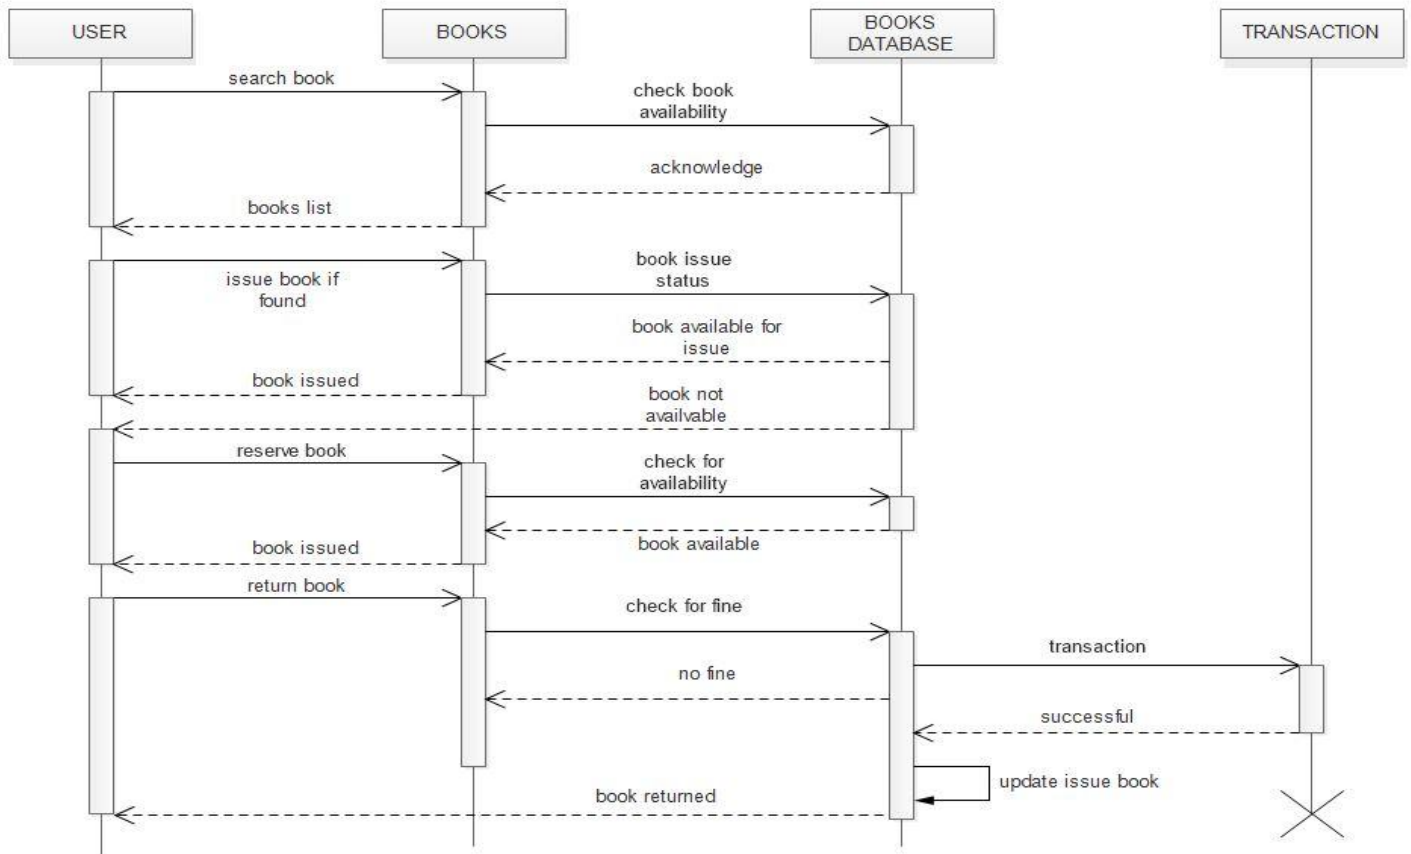 USER
BOOKS
BOOKS
DATABASE
TRANSACTION
search book
check book
availability
acknowledge
books list
issue book if
found
book issue
status
book available for
issue
book issued
book not
availvable
reserve book
check for
availability
book available
book issued
return book
check for fine
transaction
no fine
successful
update issue book
book returned